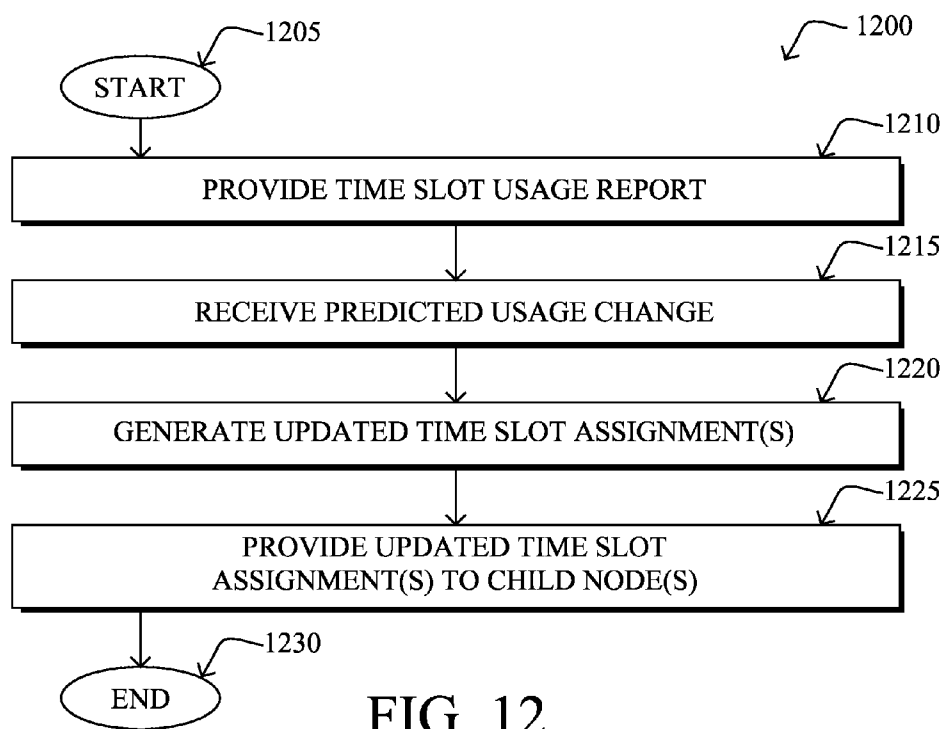 1205
1200
START
1210
PROVIDE TIME SLOT USAGE REPORT
1215
RECEIVE PREDICTED USAGE CHANGE
1220
GENERATE UPDATED TIME SLOT ASSIGNMENT(S)
1225
PROVIDE UPDATED TIME SLOT
ASSIGNMENT(S) TO CHILD NODE(S)
1230
END
FIG. 12